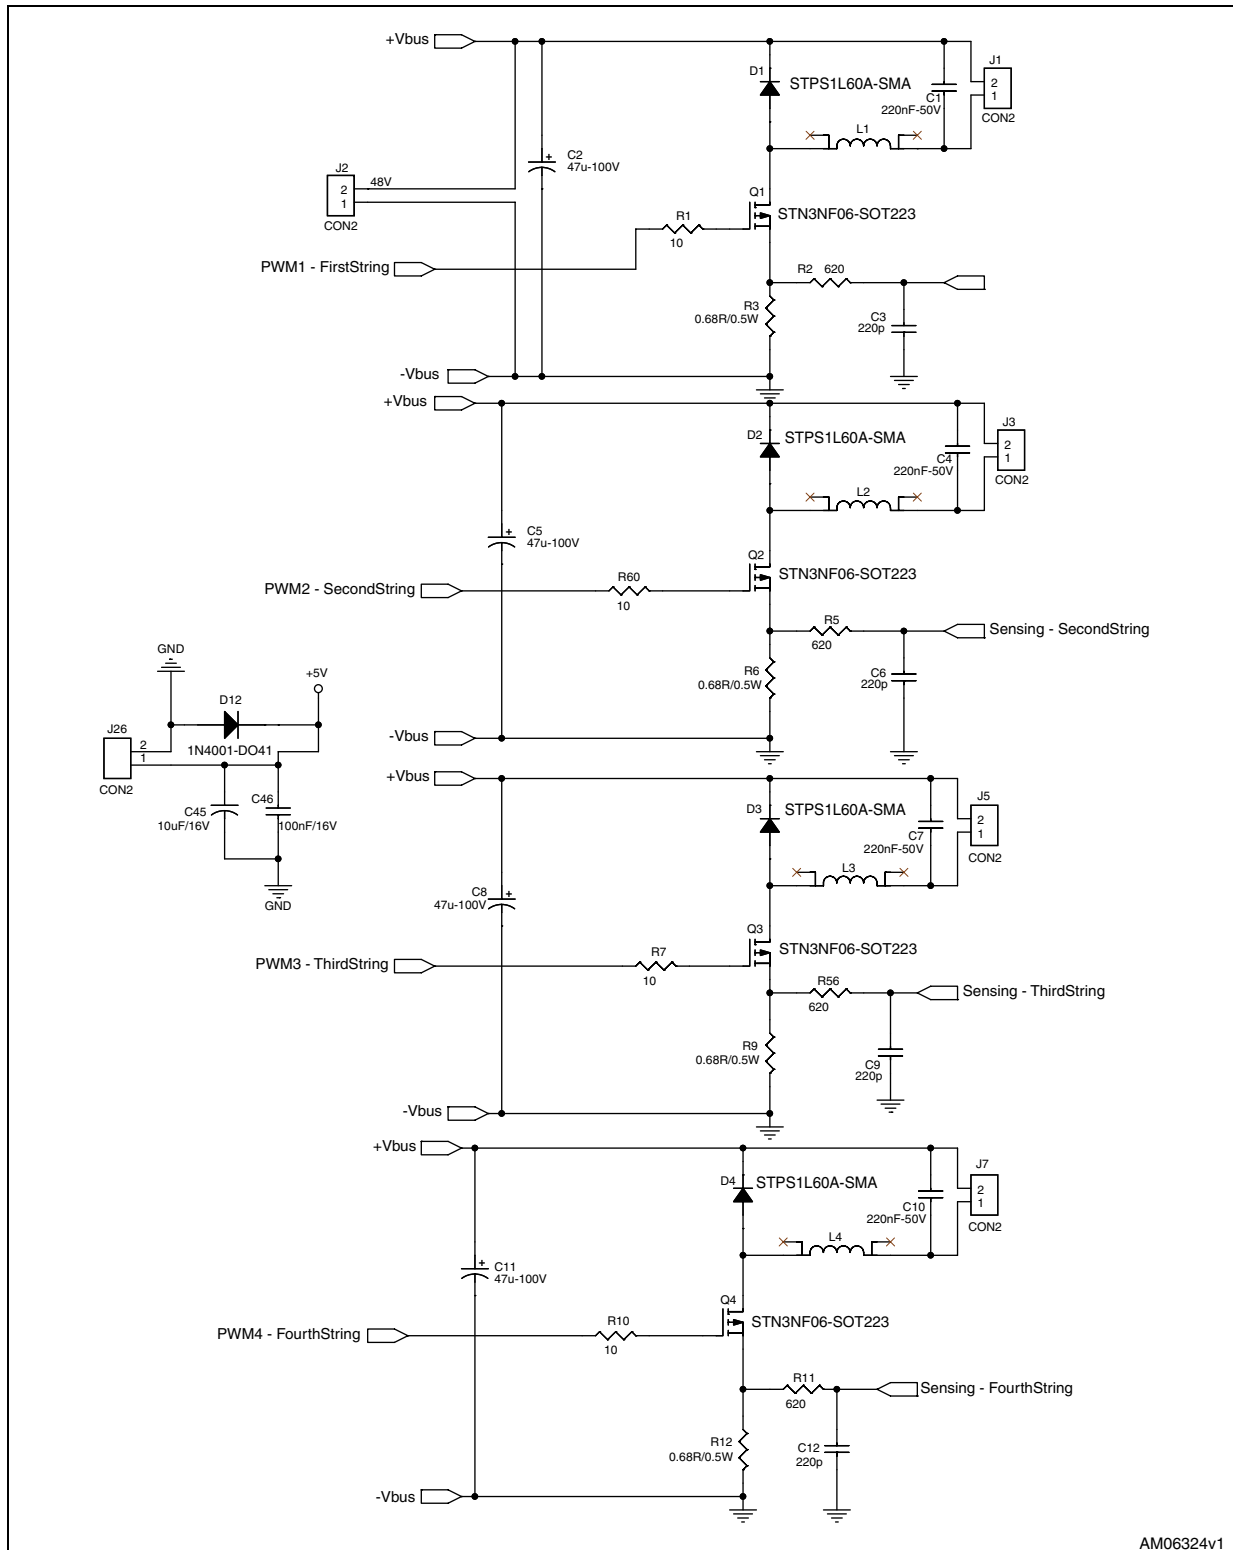 +Vbus
D1
STPS1L60A-SMA
C1
220nF-50V
J1
2
1
CON2
L1
C2
47u-100V
J2
48V
2
1
CON2
Q1
STN3NF06-SOT223
R1
10
PWM1 - FirstString
R2 620
R3
0.68R/0.5W
C3
220p
-Vbus
+Vbus
D2
STPS1L60A-SMA
C4
220nF-50V
J3
2
1
CON2
L2
C5
47u-100V
Q2
STN3NF06-SOT223
R60
10
PWM2 - SecondString
R5
620
Sensing - SecondString
R6
0.68R/0.5W
C6
220p
-Vbus
GND
+5V
D12
1N4001-DO41
J26
2
1
CON2
C45
10uF/16V
C46
100nF/16V
GND
+Vbus
D3
STPS1L60A-SMA
C7
220nF-50V
J5
2
1
CON2
L3
C8
47u-100V
Q3
STN3NF06-SOT223
R7
10
PWM3 - ThirdString
R56
620
Sensing - ThirdString
R9
0.68R/0.5W
C9
220p
-Vbus
+Vbus
D4
STPS1L60A-SMA
C10
220nF-50V
J7
2
1
CON2
L4
C11
47u-100V
Q4
STN3NF06-SOT223
R10
10
PWM4 - FourthString
R11
620
Sensing - FourthString
R12
0.68R/0.5W
C12
220p
-Vbus
AM06324v1